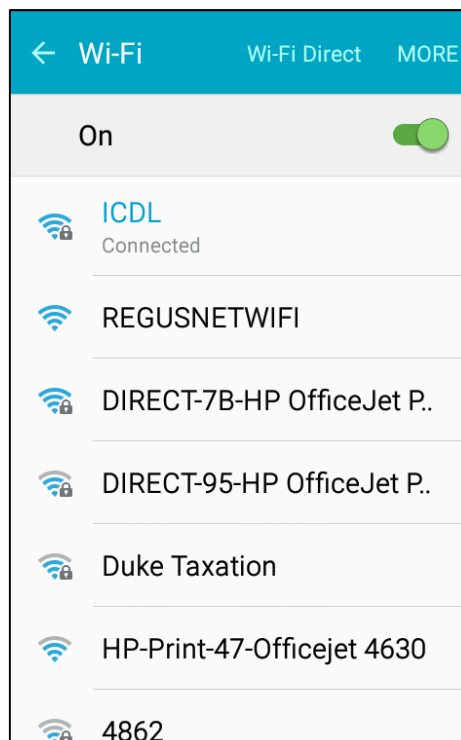 Wi-Fi Wi-Fi Direct MORE
On
ICDL
Connected
REGUSNETWIFI
DIRECT-7B-HP OfficeJet P..
DIRECT-95-HP OfficeJet P..
Duke Taxation
HP-Print-47-Officejet 4630
4862